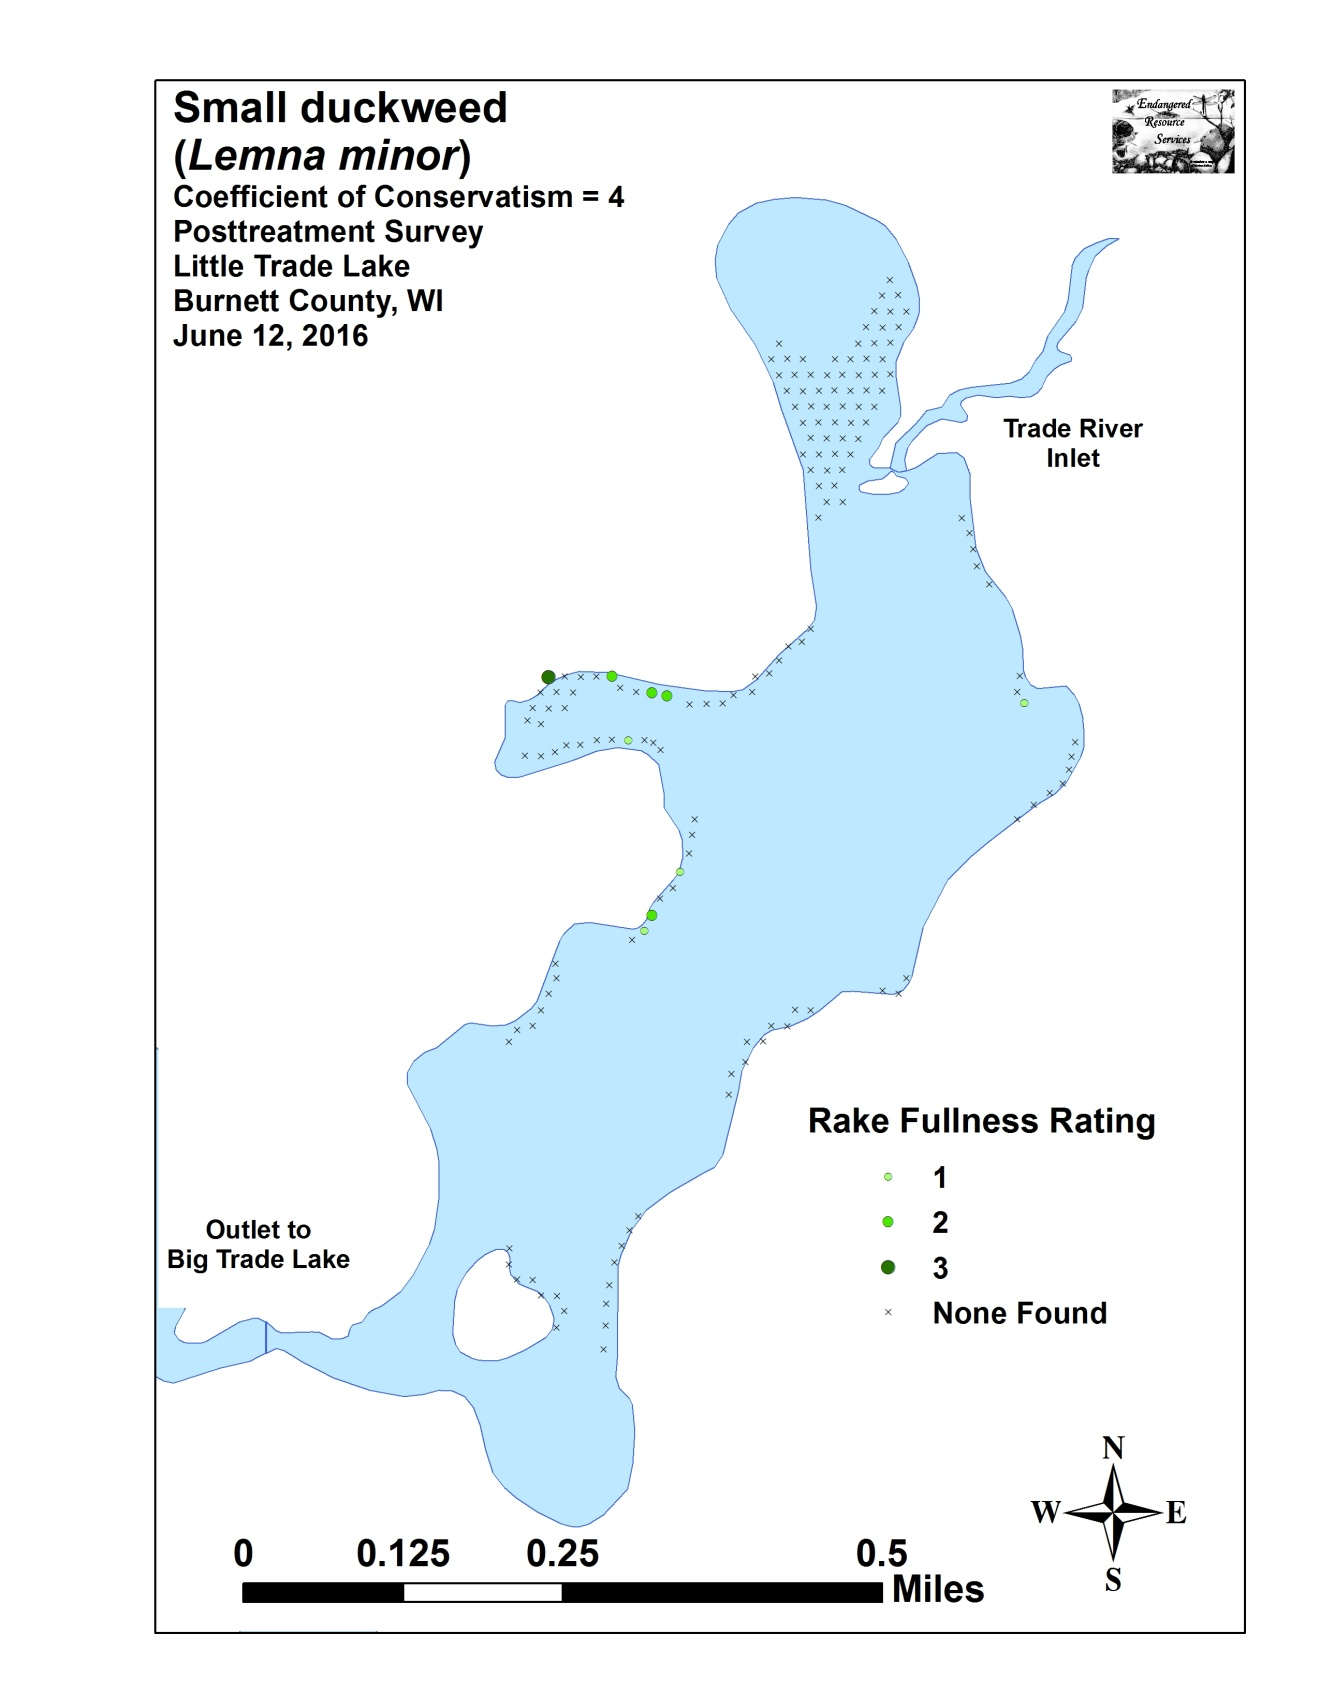 Small duckweed
(Lemna minor)
Coefficient of Conservatism = 4
Posttreatment Survey
Little Trade Lake
Burnett County, WI
June 12, 2016
Endangered
Resource
Services
Trade River
Inlet
Rake Fullness Rating
1
2
3
None Found
Outlet to
Big Trade Lake
N
W E
S
0 0.125 0.25 0.5
Miles